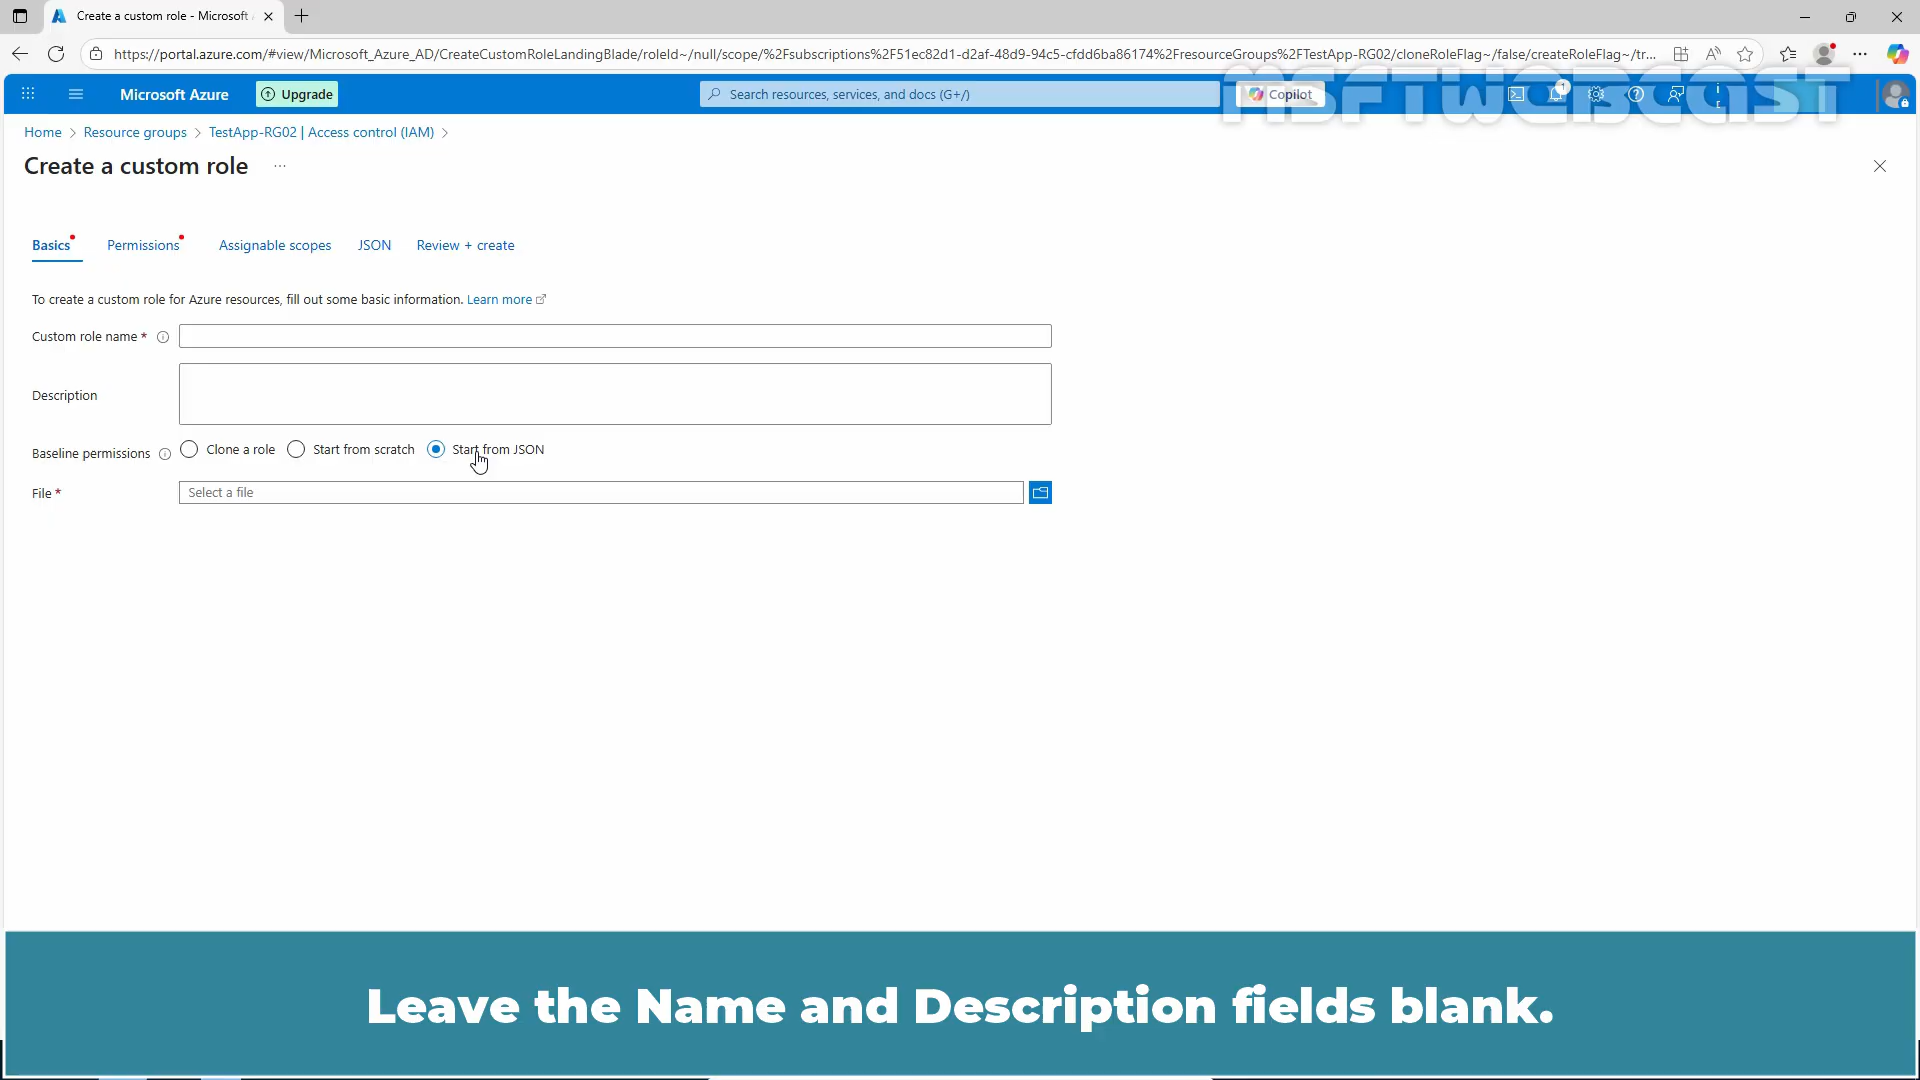 Create a custom role - Microsoft
https://portal.azure.com/#view/Microsoft_Azure_AD/CreateCustomRoleLandingBlade/roleId~/null/scope/%2Fsubscriptions%2F51ec82d1-d2af-48d9-94c5-cfdd6ba86174%2FresourceGroups%2FTestApp-RG02/cloneRoleFlag~/false/createRoleFlag~/tr...
Microsoft Azure
Upgrade
Search resources, services, and docs (G+/)
Copilot
1
MSFTWEBCAST
Home > Resource groups > TestApp-RG02 | Access control (IAM) >
Create a custom role ...
Basics Permissions Assignable scopes JSON Review + create
To create a custom role for Azure resources, fill out some basic information. Learn more
Custom role name *
Description
Baseline permissions Clone a role Start from scratch Start from JSON
File * Select a file
Leave the Name and Description fields blank.